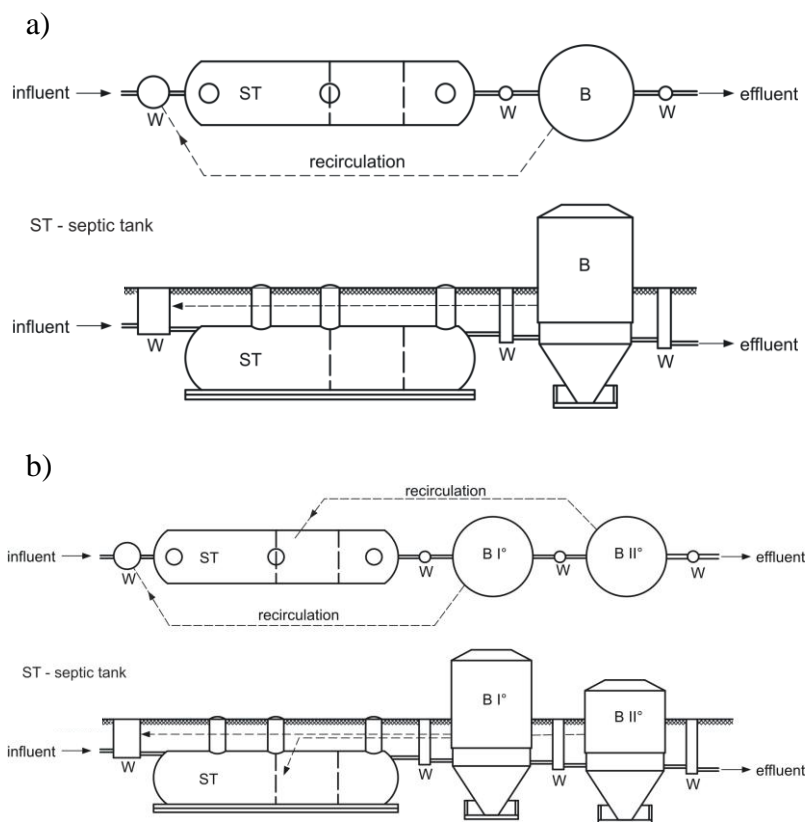 a)
influent
W
ST
W
B
W
effluent
recirculation
ST - septic tank
B
influent
W
ST
W
W
effluent
b)
recirculation
influent
W
ST
W
B I°
W
B II°
W
effluent
recirculation
ST - septic tank
B I°
B II°
influent
W
ST
W
W
W
effluent